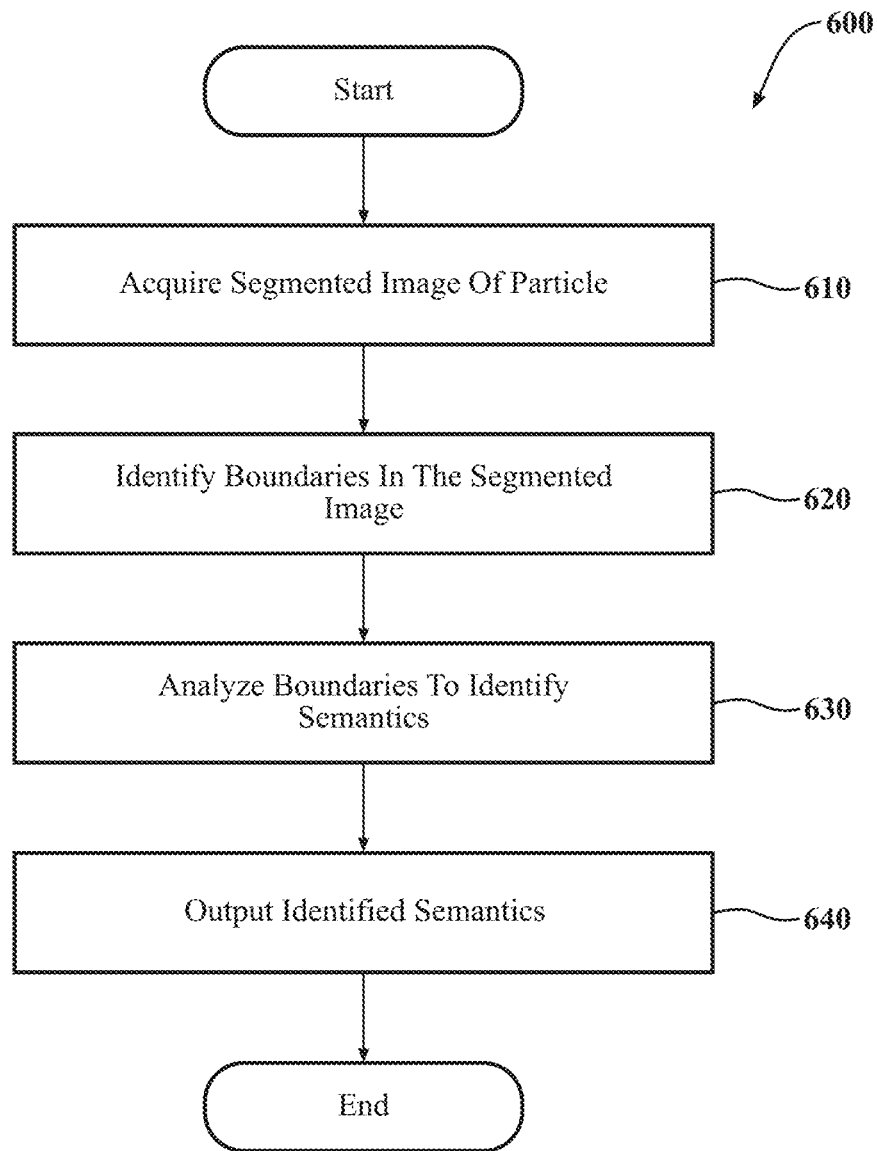 600
Start
Acquire Segmented Image Of Particle
610
Identify Boundaries In The Segmented
Image
620
Analyze Boundaries To Identify
Semantics
630
Output Identified Semantics
640
End